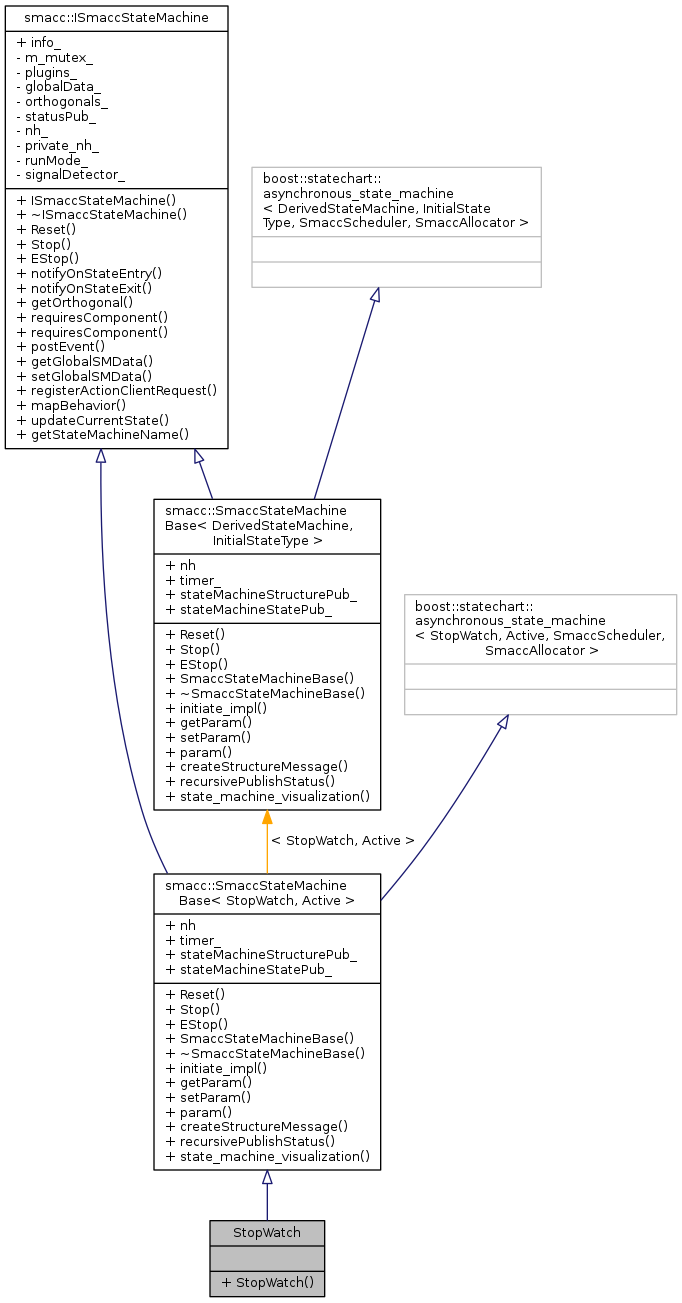 smacc::ISmaccStateMachine
+ info_
- m_mutex_
- plugins_
- globalData_
- orthogonals_
- statusPub_
- nh_
- private_nh_
- runMode_
- signalDetector_
+ ISmaccStateMachine()
+ ~ISmaccStateMachine()
+ Reset()
+ Stop()
+ EStop()
+ notifyOnStateEntry()
+ notifyOnStateExit()
+ getOrthogonal()
+ requiresComponent()
+ requiresComponent()
+ postEvent()
+ getGlobalSMData()
+ setGlobalSMData()
+ registerActionClientRequest()
+ mapBehavior()
+ updateCurrentState()
+ getStateMachineName()
boost::statechart::
asynchronous_state_machine
< DerivedStateMachine, InitialState
Type, SmaccScheduler, SmaccAllocator >
smacc::SmaccStateMachine
Base< DerivedStateMachine,
InitialStateType >
+ nh
+ timer_
+ stateMachineStructurePub_
+ stateMachineStatePub_
+ Reset()
+ Stop()
+ EStop()
+ SmaccStateMachineBase()
+ ~SmaccStateMachineBase()
+ initiate_impl()
+ getParam()
+ setParam()
+ param()
+ createStructureMessage()
+ recursivePublishStatus()
+ state_machine_visualization()
boost::statechart::
asynchronous_state_machine
< StopWatch, Active, SmaccScheduler,
SmaccAllocator >
< StopWatch, Active >
smacc::SmaccStateMachine
Base< StopWatch, Active >
+ nh
+ timer_
+ stateMachineStructurePub_
+ stateMachineStatePub_
+ Reset()
+ Stop()
+ EStop()
+ SmaccStateMachineBase()
+ ~SmaccStateMachineBase()
+ initiate_impl()
+ getParam()
+ setParam()
+ param()
+ createStructureMessage()
+ recursivePublishStatus()
+ state_machine_visualization()
StopWatch
+ StopWatch()